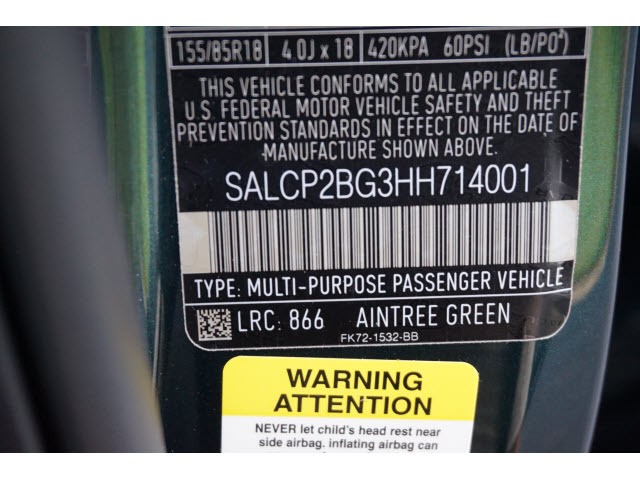 155/85R18 4.0J x 18 420KPA 60PSI (LB/PO²)
THIS VEHICLE CONFORMS TO ALL APPLICABLE
U.S. FEDERAL MOTOR VEHICLE SAFETY AND THEFT
PREVENTION STANDARDS IN EFFECT ON THE DATE OF
MANUFACTURE SHOWN ABOVE.
SALCP2BG3HH714001
TYPE: MULTI-PURPOSE PASSENGER VEHICLE
LRC: 866 AINTREE GREEN
FK72-1532-BB
WARNING
ATTENTION
NEVER let child's head rest near
side airbag. inflating airbag can